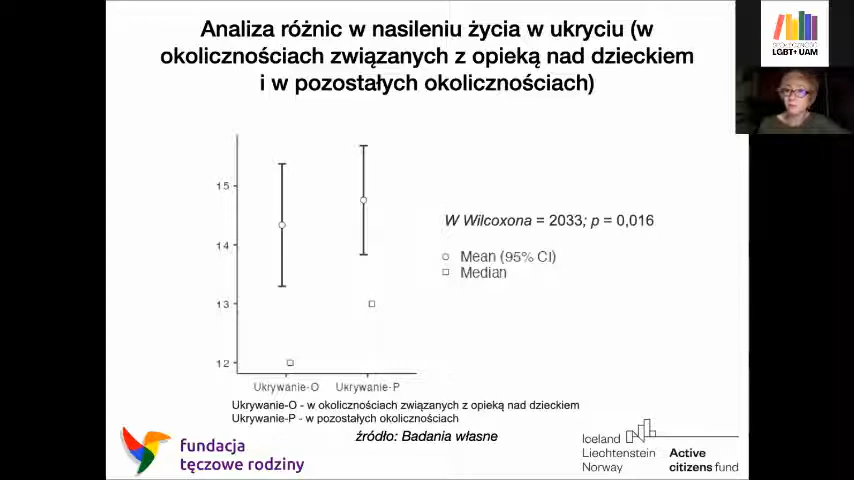 Analiza różnic w nasileniu życia w ukryciu (w
okolicznościach związanych z opieką nad dzieckiem
i w pozostałych okolicznościach)
SPOŁECZNOŚĆ
LGBT+ UAM
15
14
13
12
Ukrywanie-O
Ukrywanie-P
W Wilcoxona = 2033; p = 0,016
Mean (95% CI)
Median
Ukrywanie-O - w okolicznościach związanych z opieką nad dzieckiem
Ukrywanie-P - w pozostałych okolicznościach
źródło: Badania własne
fundacja
tęczowe rodziny
Iceland
Liechtenstein
Norway
Active
citizens fund